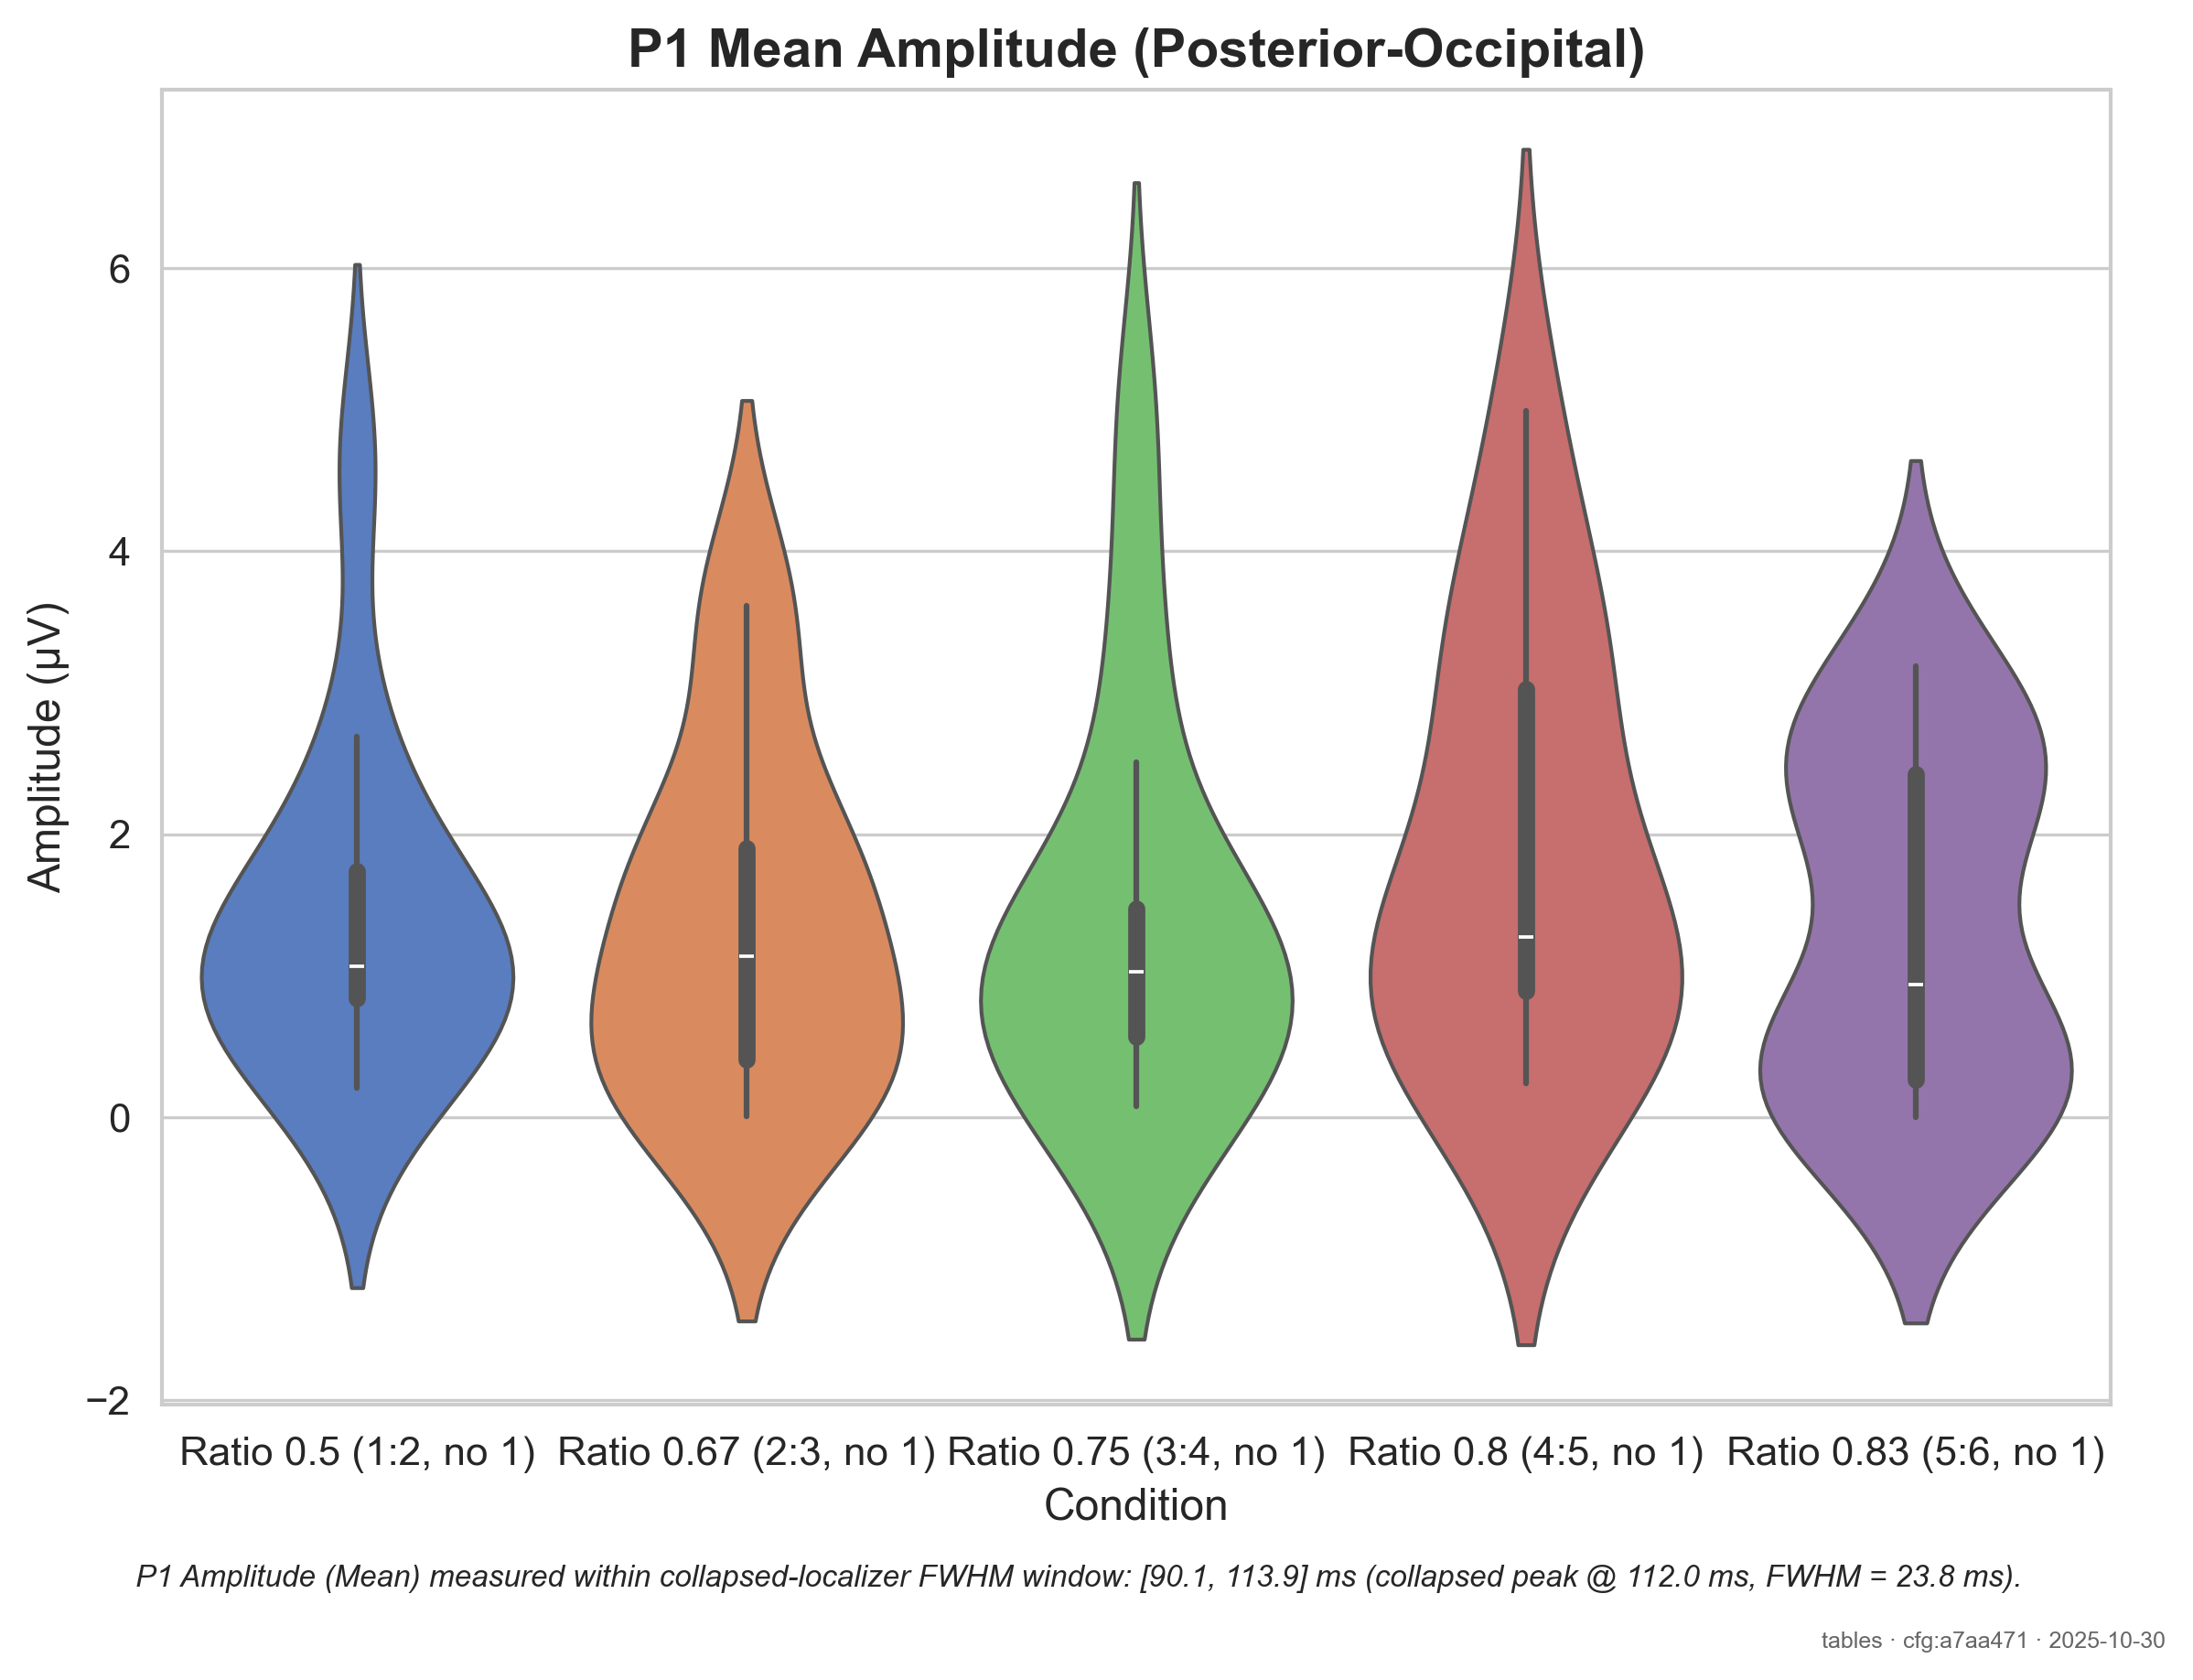 P1 Mean Amplitude (Posterior-Occipital)
Amplitude (µV)
6
4
2
0
−2
Ratio 0.5 (1:2, no 1) Ratio 0.67 (2:3, no 1) Ratio 0.75 (3:4, no 1) Ratio 0.8 (4:5, no 1) Ratio 0.83 (5:6, no 1)
Condition
P1 Amplitude (Mean) measured within collapsed-localizer FWHM window: [90.1, 113.9] ms (collapsed peak @ 112.0 ms, FWHM = 23.8 ms).
tables · cfg:a7aa471 · 2025-10-30